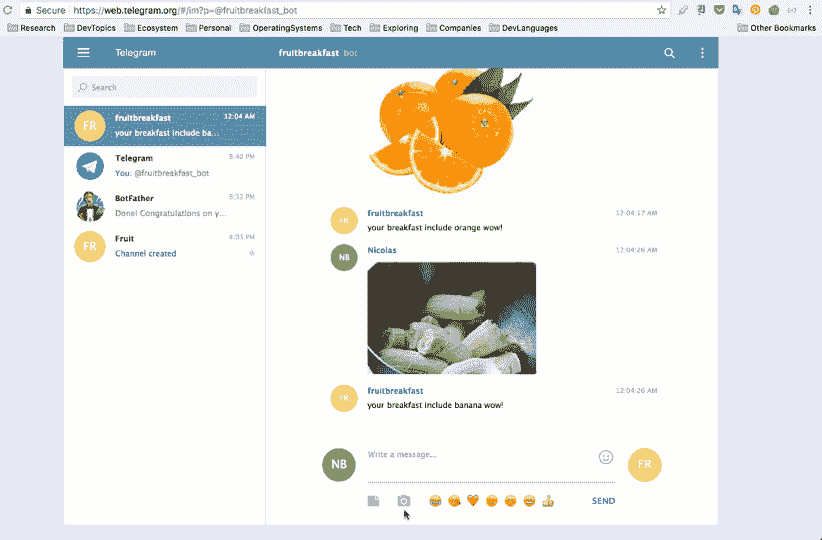 Secure https://web.telegram.org/#/im?p=@fruitbreakfast_bot
Research DevTopics Ecosystem Personal OperatingSystems Tech Exploring Companies DevLanguages Other Bookmarks
Telegram
fruitbreakfast bot
Search
FR
fruitbreakfast 12:04 AM
your breakfast include ba...
Telegram 8:40 PM
You: @fruitbreakfast_bot
BotFather
Done! Congratulations on y...
FR
Fruit 4:03 PM
Channel created
FR
fruitbreakfast 12:04:17 AM
your breakfast include orange wow!
NB
Nicolas 12:04:26 AM
FR
fruitbreakfast 12:04:26 AM
your breakfast include banana wow!
NB
Write a message...
FR
SEND